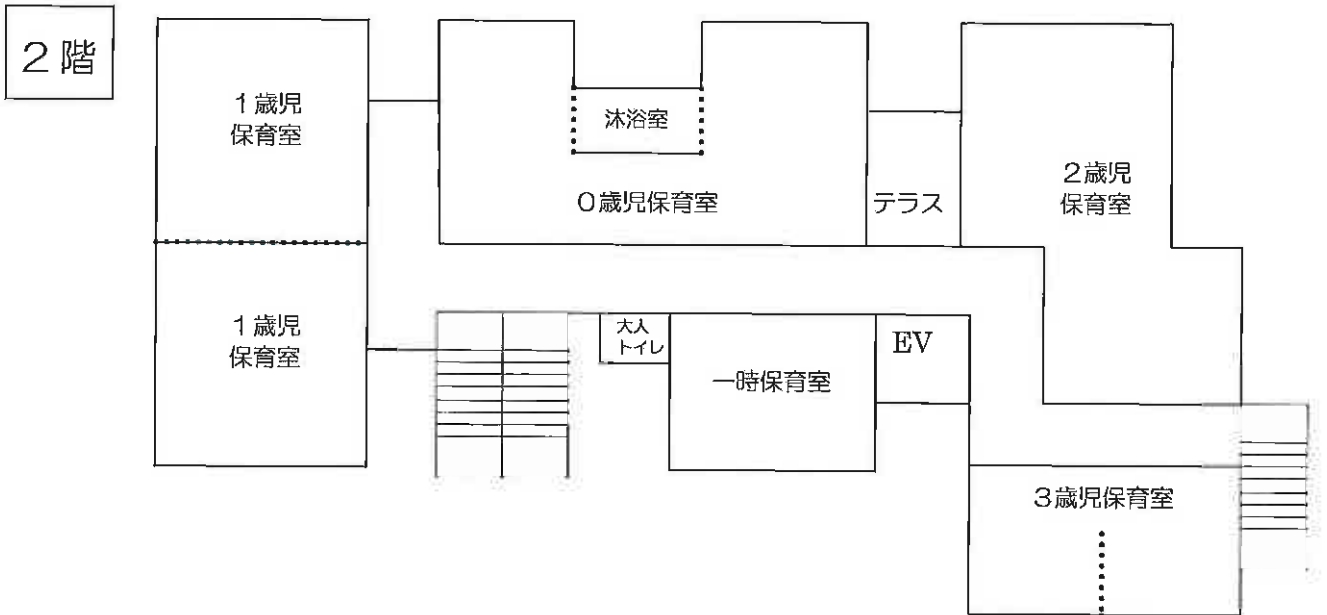 ２階
１歳児
保育室
沐浴室
０歳児保育室
テラス
２歳児
保育室
１歳児
保育室
大人
トイレ
一時保育室
EV
３歳児保育室